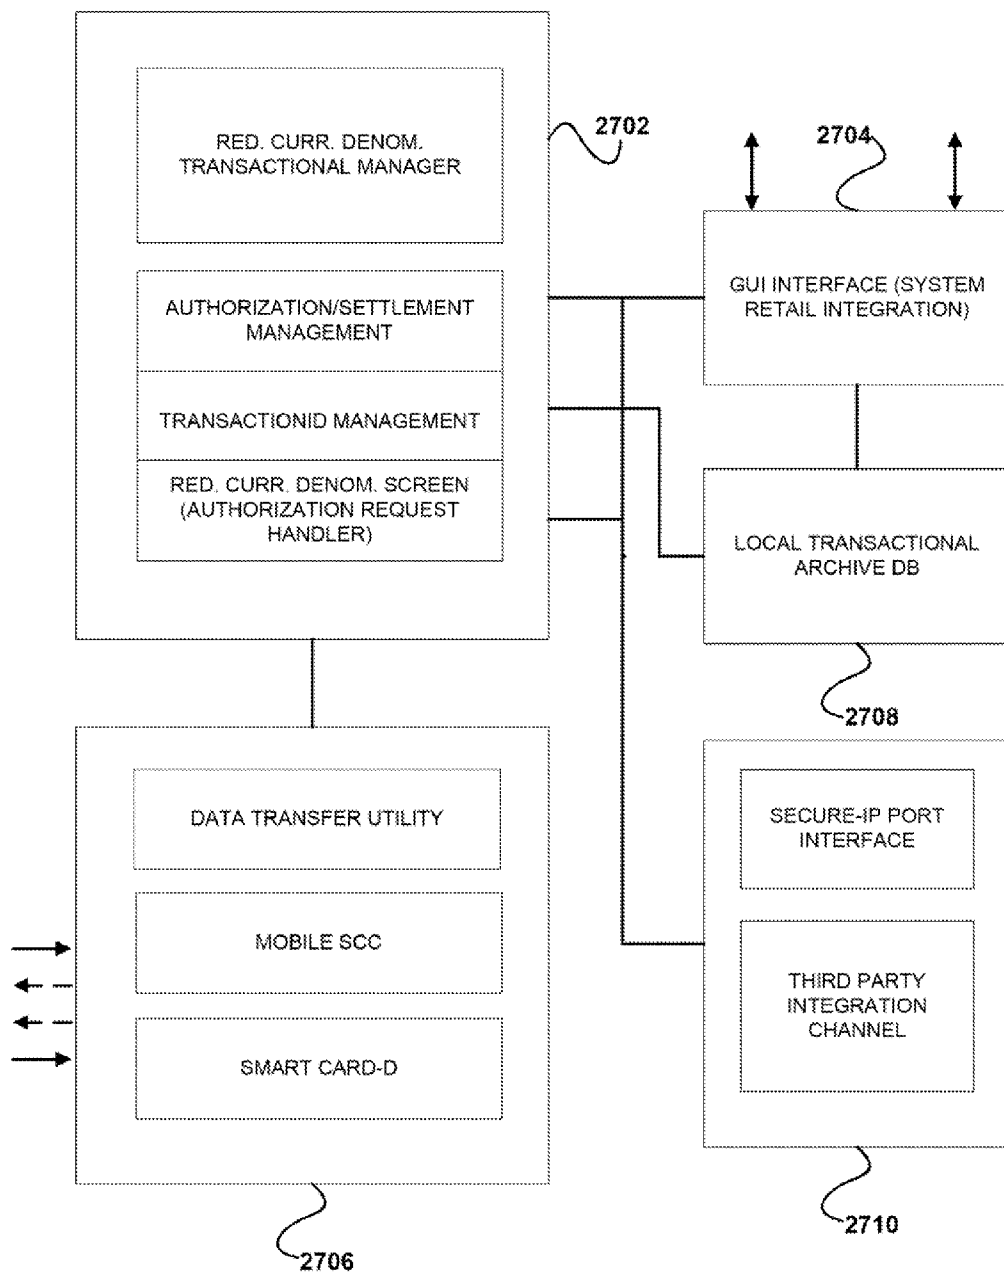 RED. CURR. DENOM.
TRANSACTIONAL MANAGER
2702
2704
AUTHORIZATION/SETTLEMENT
MANAGEMENT
TRANSACTIONID MANAGEMENT
RED. CURR. DENOM. SCREEN
(AUTHORIZATION REQUEST
HANDLER)
GUI INTERFACE (SYSTEM
RETAIL INTEGRATION)
LOCAL TRANSACTIONAL
ARCHIVE DB
2708
DATA TRANSFER UTILITY
MOBILE SCC
SMART CARD-D
2706
SECURE-IP PORT
INTERFACE
THIRD PARTY
INTEGRATION
CHANNEL
2710